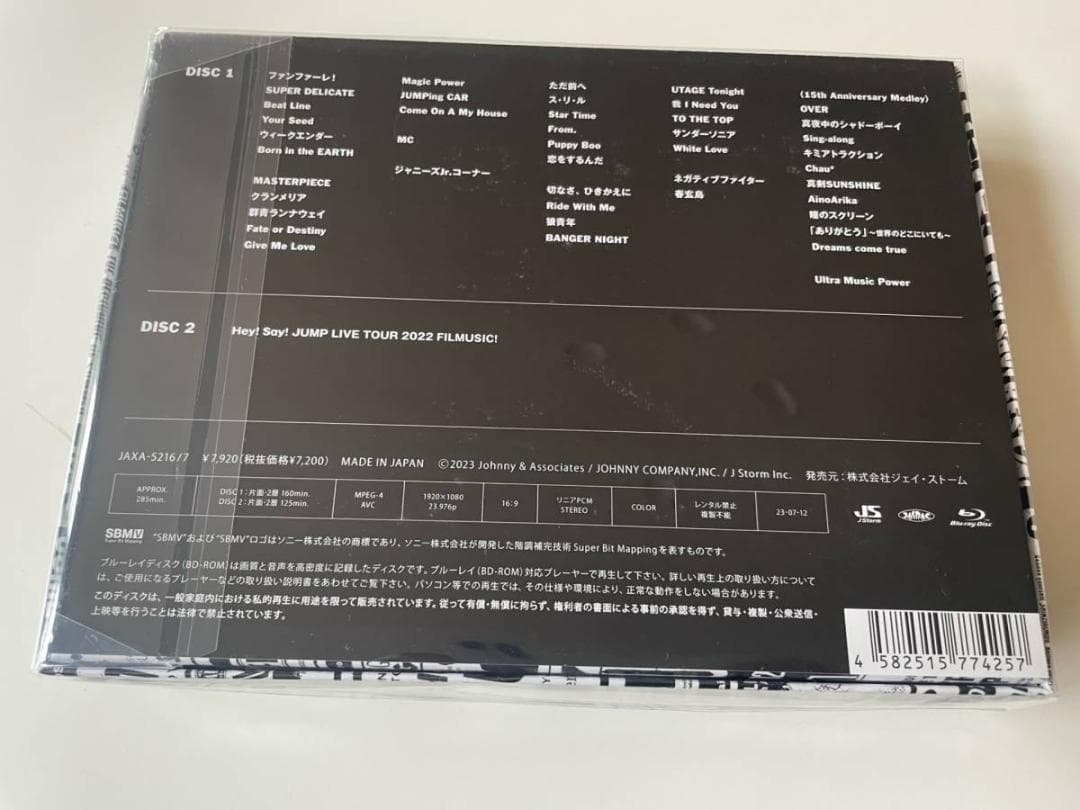 DISC 1
ファンファーレ!
SUPER DELICATE
Beat Line
Your Seed
ウィークエンダー
Born in the EARTH
MASTERPIECE
クランメリア
群青ランナウェイ
Fate or Destiny
Give Me Love
Magic Power
JUMPing CAR
Come On A My House
MC
ジャニーズJr.コーナー
ただ前へ
ス・リ・ル
Star Time
From.
Puppy Boo
恋をするんだ
切なさ、ひきかえに
Ride With Me
狼青年
BANGER NIGHT
UTAGE Tonight
我 I Need You
TO THE TOP
サンダーソニア
White Love
ネガティブファイター
春玄鳥
(15th Anniversary Medley)
OVER
真夜中のシャドーボーイ
Sing-along
キミアトラクション
Chau#
真剣SUNSHINE
AinoArika
瞳のスクリーン
「ありがとう」〜世界のどこにいても〜
Dreams come true
Ultra Music Power
DISC 2
Hey! Say! JUMP LIVE TOUR 2022 FILMUSIC!
JAXA-5216/7 ¥7,920(税抜価格¥7,200) MADE IN JAPAN ©2023 Johnny & Associates / JOHNNY COMPANY,INC. / J Storm Inc. 発売元:株式会社ジェイ・ストーム
APPROX.
285min.
DISC 1:片面・2層 160min.
DISC 2:片面・2層 125min.
MPEG-4
AVC
1920×1080
23.976p
16:9
リニアPCM
STEREO
COLOR
レンタル禁止
複製不能
23-07-12
JS
J Storm
Blu-ray Disc
SBMV
Super Bit Mapping
"SBMV"および"SBMV"ロゴはソニー株式会社の商標であり、ソニー株式会社が開発した階調補完技術 Super Bit Mappingを表すものです。
ブルーレイディスク(BD-ROM)は画質と音声を高密度に記録したディスクです。ブルーレイ(BD-ROM)対応プレーヤーで再生して下さい。詳しい再生上の取り扱い方について
は、ご使用になるプレーヤーなどの取り扱い説明書をあわせてご覧下さい。パソコン等での再生では、その仕様や環境により、正常な動作をしない場合があります。
このディスクは、一般家庭内における私的再生に用途を限って販売されています。従って有償・無償に拘らず、権利者の書面による事前の承認を得ず、貸与・複製・公衆送信・
上映等を行うことは法律で禁止されています。
4 582515 774257